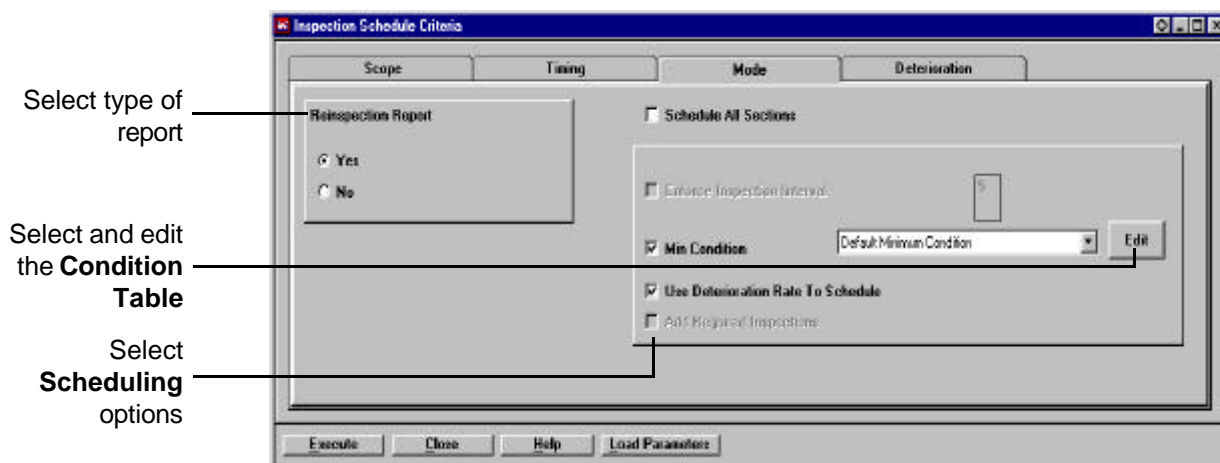 Inspection Schedule Criteria
Scope
Timing
Mode
Deterioration
Select type of
report
Reinspection Report
Yes
No
Schedule All Sections
Enforce Inspection Interval
5
Select and edit
the Condition
Table
Min Condition
Default Minimum Condition
Edit
Use Deterioration Rate To Schedule
Add Required Inspections
Select
Scheduling
options
Execute
Close
Help
Load Parameters